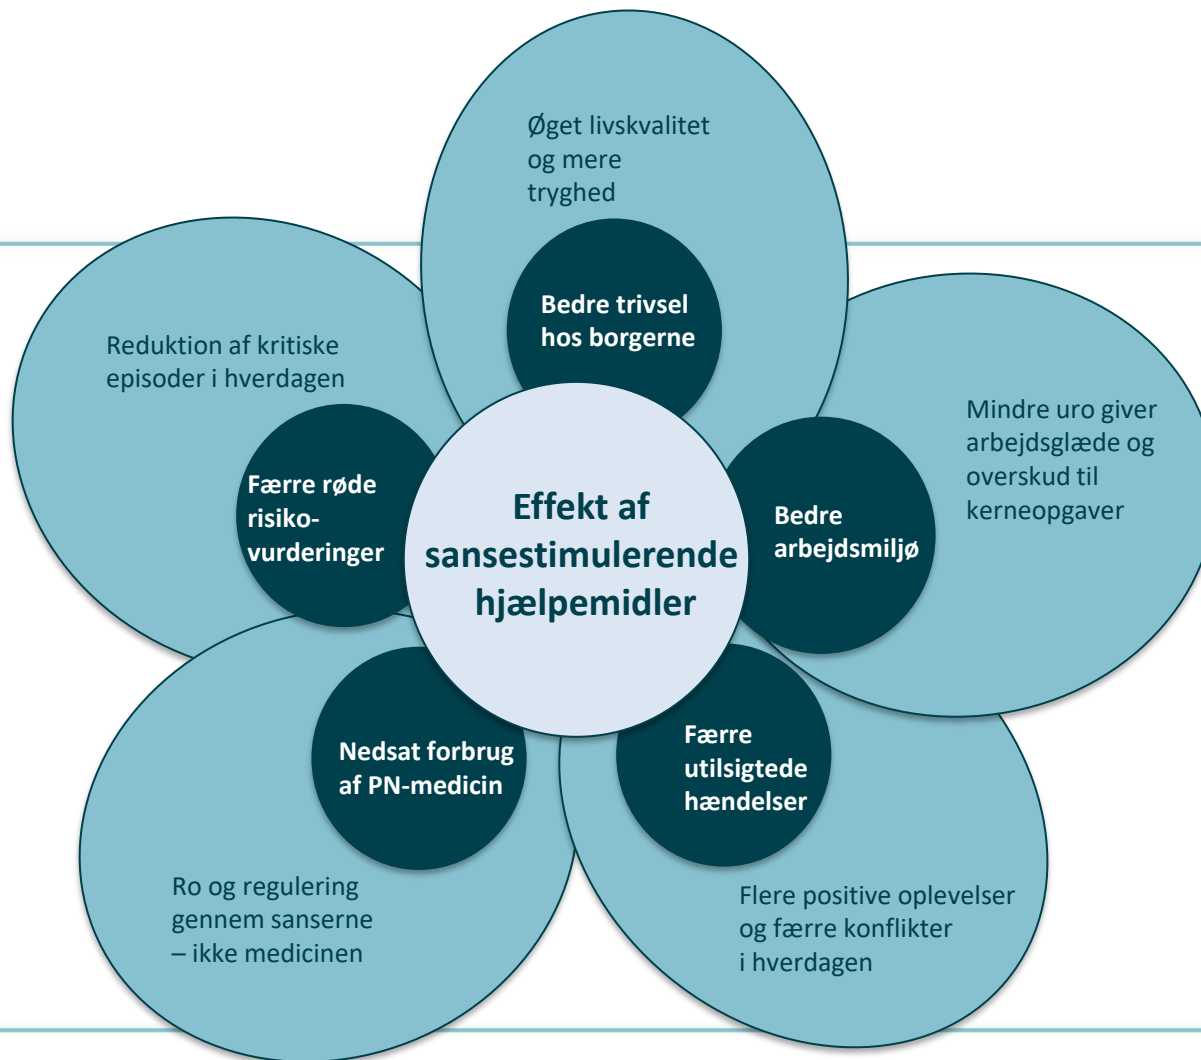 Øget livskvalitet
og mere
tryghed
Bedre trivsel
hos borgerne
Reduktion af kritiske
episoder i hverdagen
Færre røde
risiko-
vurderinger
Effekt af
sansestimulerende
hjælpemidler
Bedre
arbejdsmiljø
Mindre uro giver
arbejdsglæde og
overskud til
kerneopgaver
Nedsat forbrug
af PN-medicin
Ro og regulering
gennem sanserne
– ikke medicinen
Færre
utilsigtede
hændelser
Flere positive oplevelser
og færre konflikter
i hverdagen